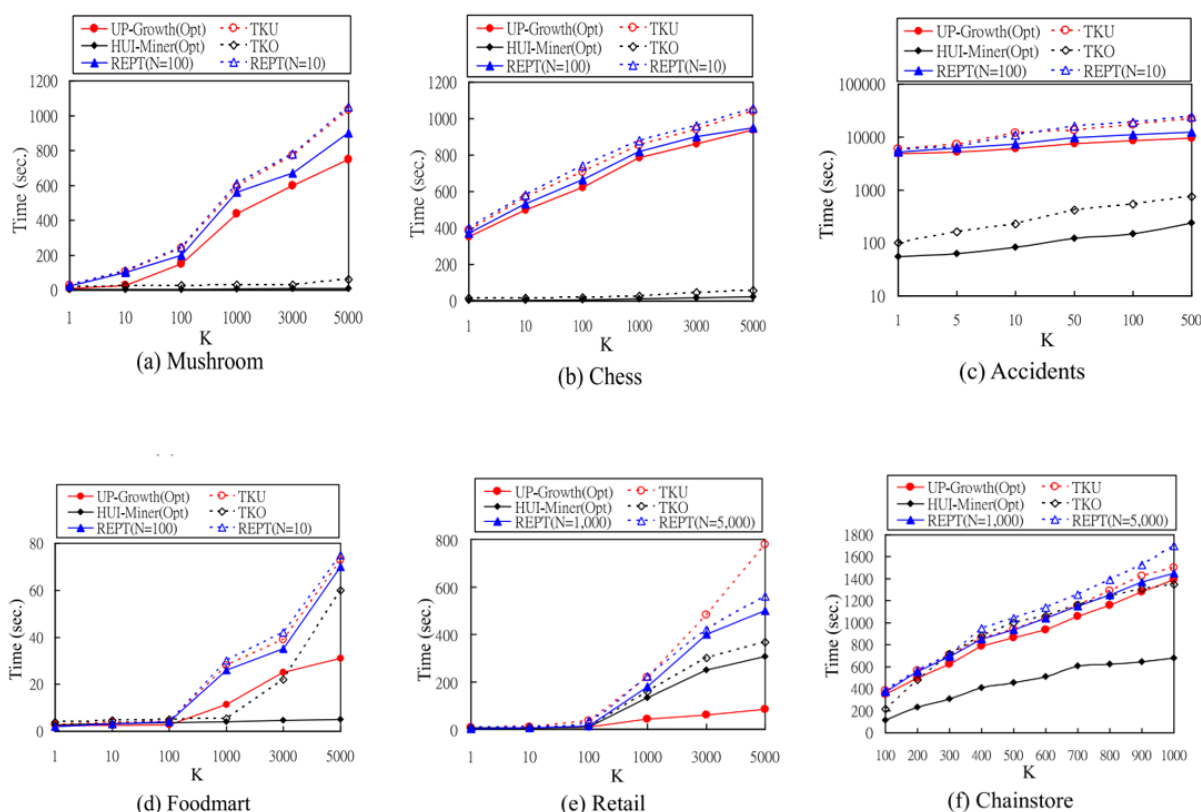 UP-Growth(Opt) TKU
HUI-Miner(Opt) TKO
REPT(N=100) REPT(N=10)
1200
1000
800
600
400
200
0
Time (sec.)
1 10 100 1000 3000 5000
K
(a) Mushroom
UP-Growth(Opt) TKU
HUI-Miner(Opt) TKO
REPT(N=100) REPT(N=10)
1200
1000
800
600
400
200
0
Time (sec.)
1 10 100 1000 3000 5000
K
(b) Chess
UP-Growth(Opt) TKU
HUI-Miner(Opt) TKO
REPT(N=100) REPT(N=10)
100000
10000
1000
100
10
Time (sec.)
1 5 10 50 100 500
K
(c) Accidents
UP-Growth(Opt) TKU
HUI-Miner(Opt) TKO
REPT(N=100) REPT(N=10)
80
60
40
20
0
Time (sec.)
1 10 100 1000 3000 5000
K
(d) Foodmart
UP-Growth(Opt) TKU
HUI-Miner(Opt) TKO
REPT(N=1,000) REPT(N=5,000)
800
600
400
200
0
Time (sec.)
1 10 100 1000 3000 5000
K
(e) Retail
UP-Growth(Opt) TKU
HUI-Miner(Opt) TKO
REPT(N=1,000) REPT(N=5,000)
1800
1600
1400
1200
1000
800
600
400
200
0
Time (sec.)
100 200 300 400 500 600 700 800 900 1000
K
(f) Chainstore